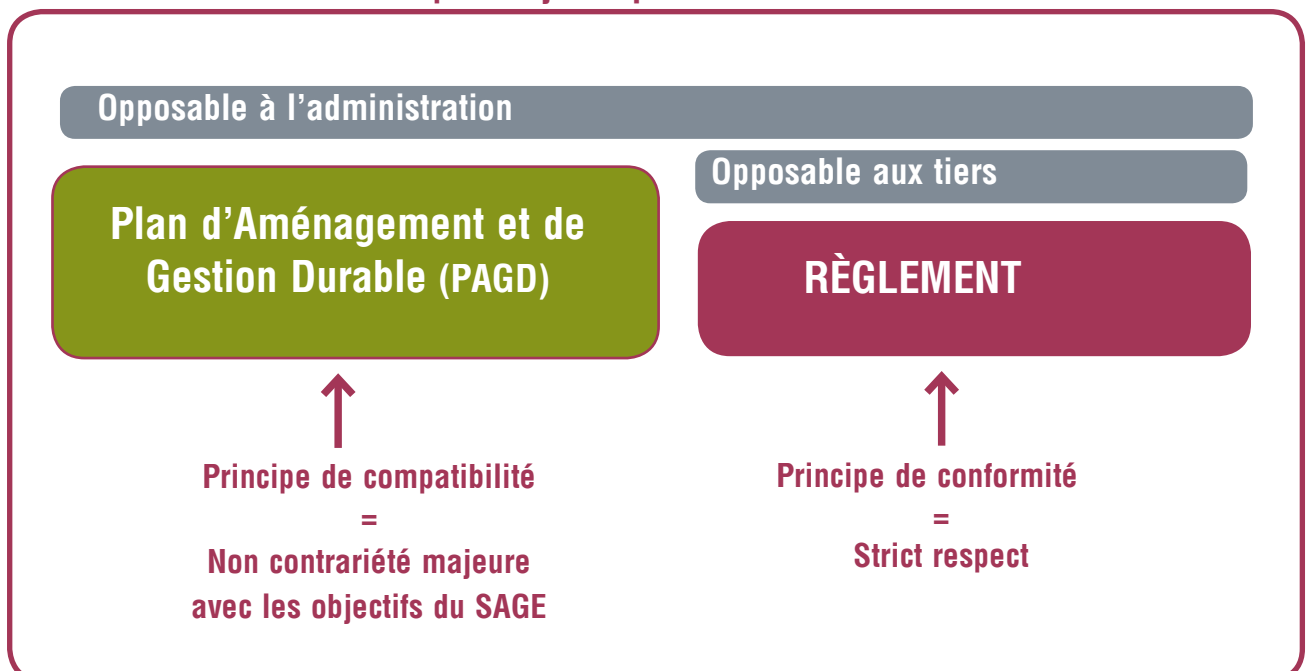 Opposable à l’administration
Opposable aux tiers
Plan d’Aménagement et de
Gestion Durable (PAGD)
RÈGLEMENT
Principe de compatibilité
=
Non contrariété majeure
avec les objectifs du SAGE
Principe de conformité
=
Strict respect